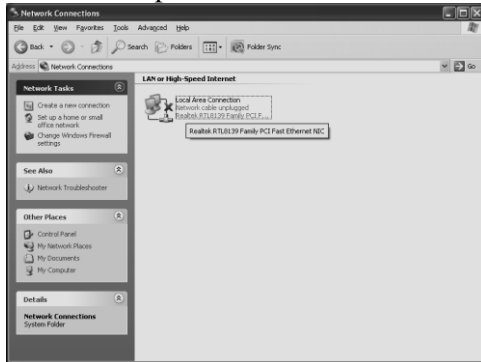 Network Connections
File Edit View Favorites Tools Advanced Help
Back Search Folders Folder Sync
Address Network Connections Go
LAN or High-Speed Internet
Network Tasks
Create a new connection
Set up a home or small
office network
Change Windows Firewall
settings
See Also
Network Troubleshooter
Other Places
Control Panel
My Network Places
My Documents
My Computer
Details
Network Connections
System Folder
Local Area Connection
Network cable unplugged
Realtek RTL8139 Family PCI F...
Realtek RTL8139 Family PCI Fast Ethernet NIC